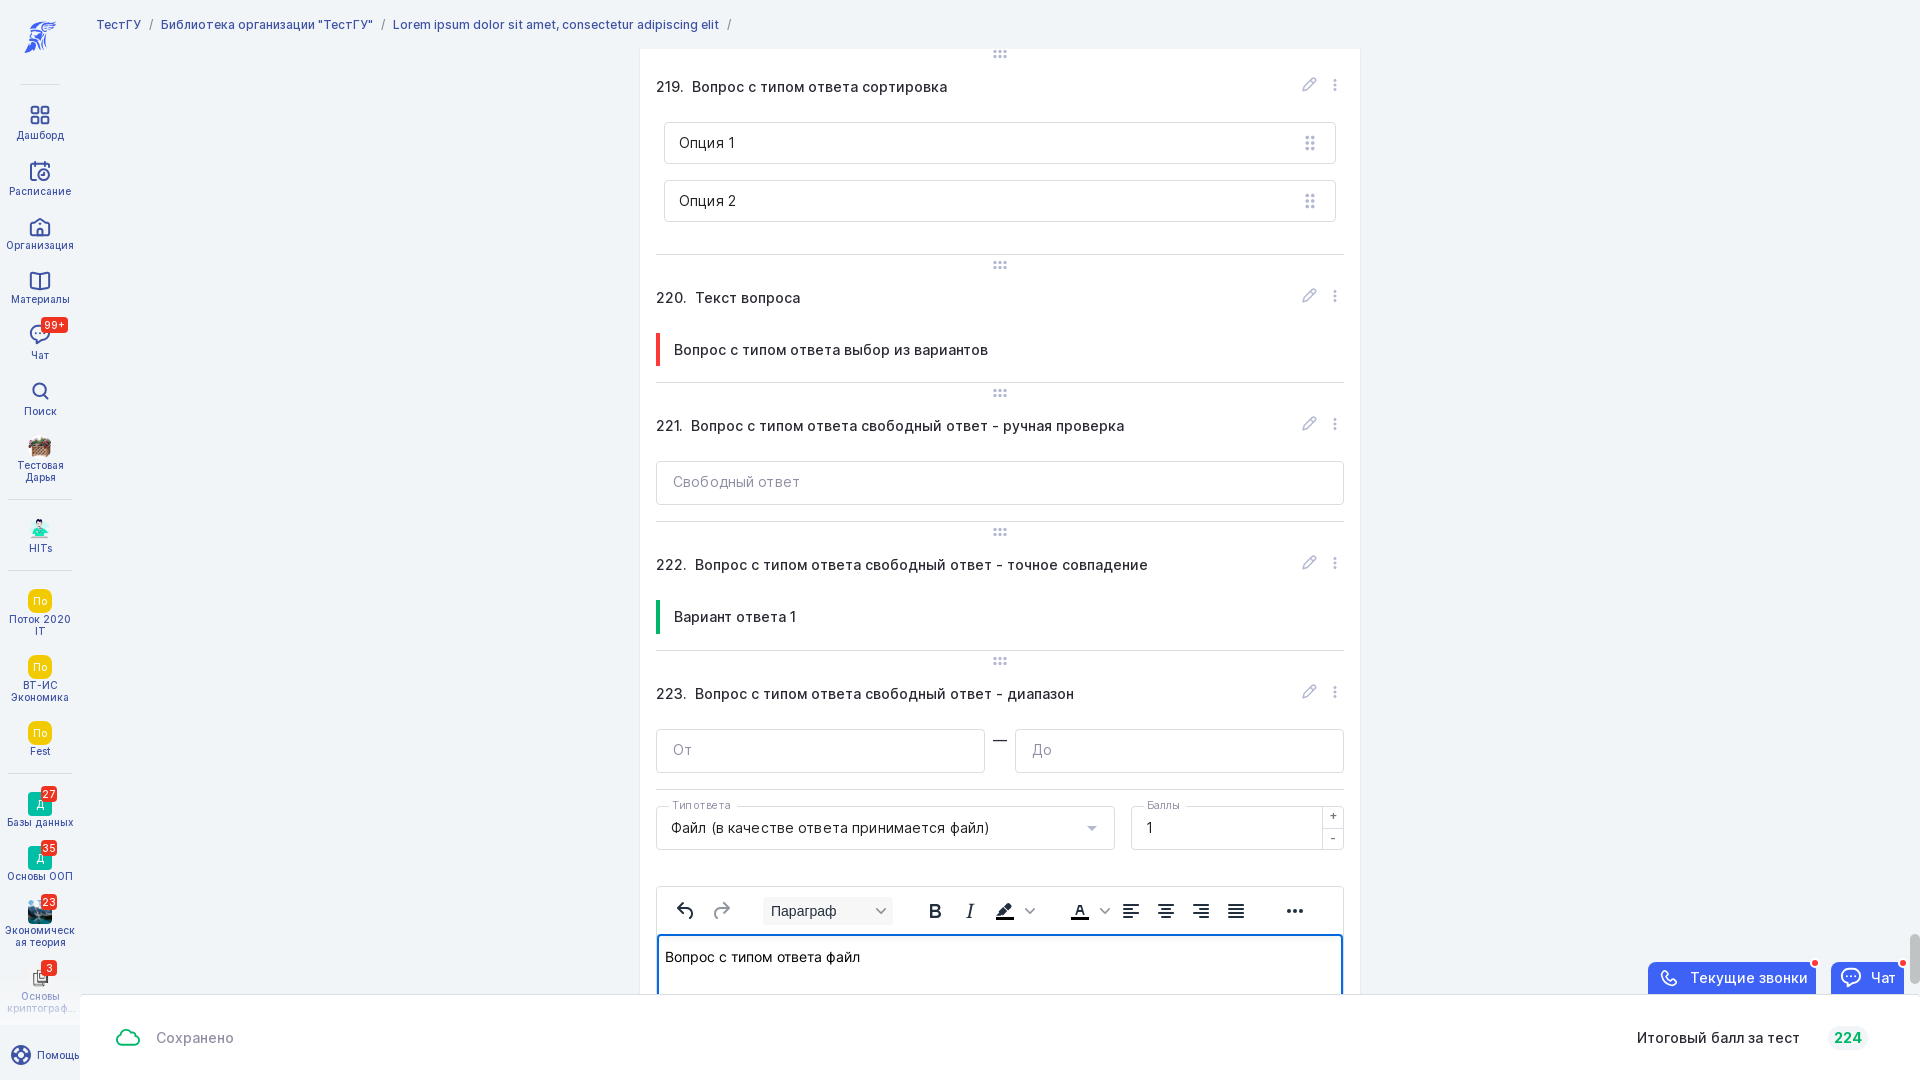 ТестГУ / Библиотека организации "ТестГУ" / Lorem ipsum dolor sit amet, consectetur adipiscing elit /
Дашборд
Расписание
Организация
Материалы
99+
Чат
Поиск
Тестовая
Дарья
HITs
По
Поток 2020
IT
По
ВТ-ИС
Экономика
По
Fest
27
Д
Базы данных
35
Д
Основы ООП
23
Экономическ
ая теория
3
Основы
криптограф...
Помощь
219. Вопрос с типом ответа сортировка
Опция 1
Опция 2
220. Текст вопроса
Вопрос с типом ответа выбор из вариантов
221. Вопрос с типом ответа свободный ответ - ручная проверка
Свободный ответ
222. Вопрос с типом ответа свободный ответ - точное совпадение
Вариант ответа 1
223. Вопрос с типом ответа свободный ответ - диапазон
От — До
Тип ответа
Файл (в качестве ответа принимается файл)
Баллы
1
+
-
Параграф
Вопрос с типом ответа файл
Текущие звонки
Чат
Сохранено
Итоговый балл за тест 224